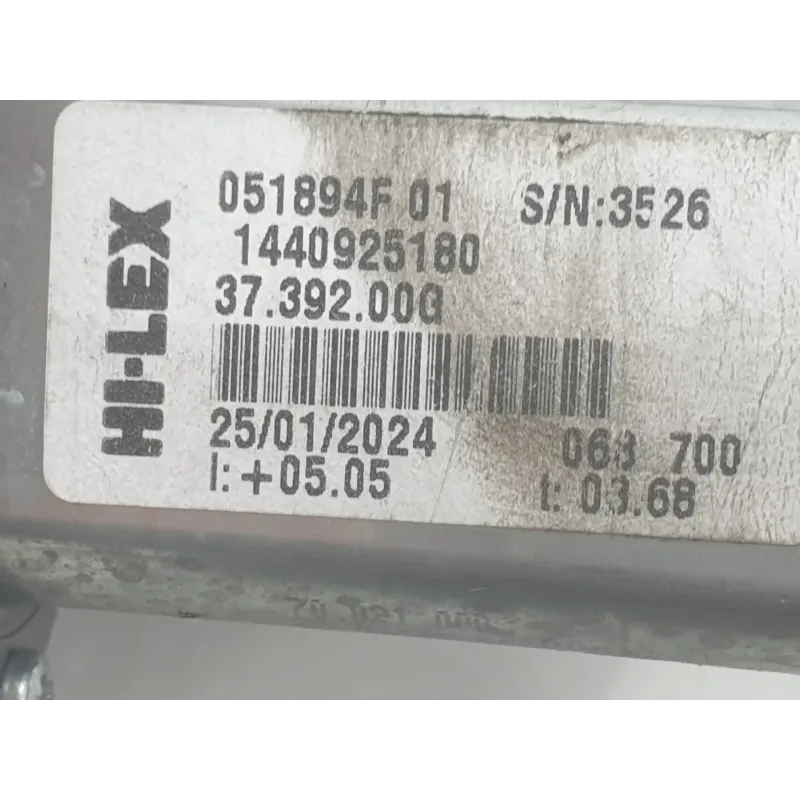 HI-LEX
051894F 01 S/N:3526
1440925180
37.392.00G
25/01/2024 068 700
I: +05.05 t: 03.68